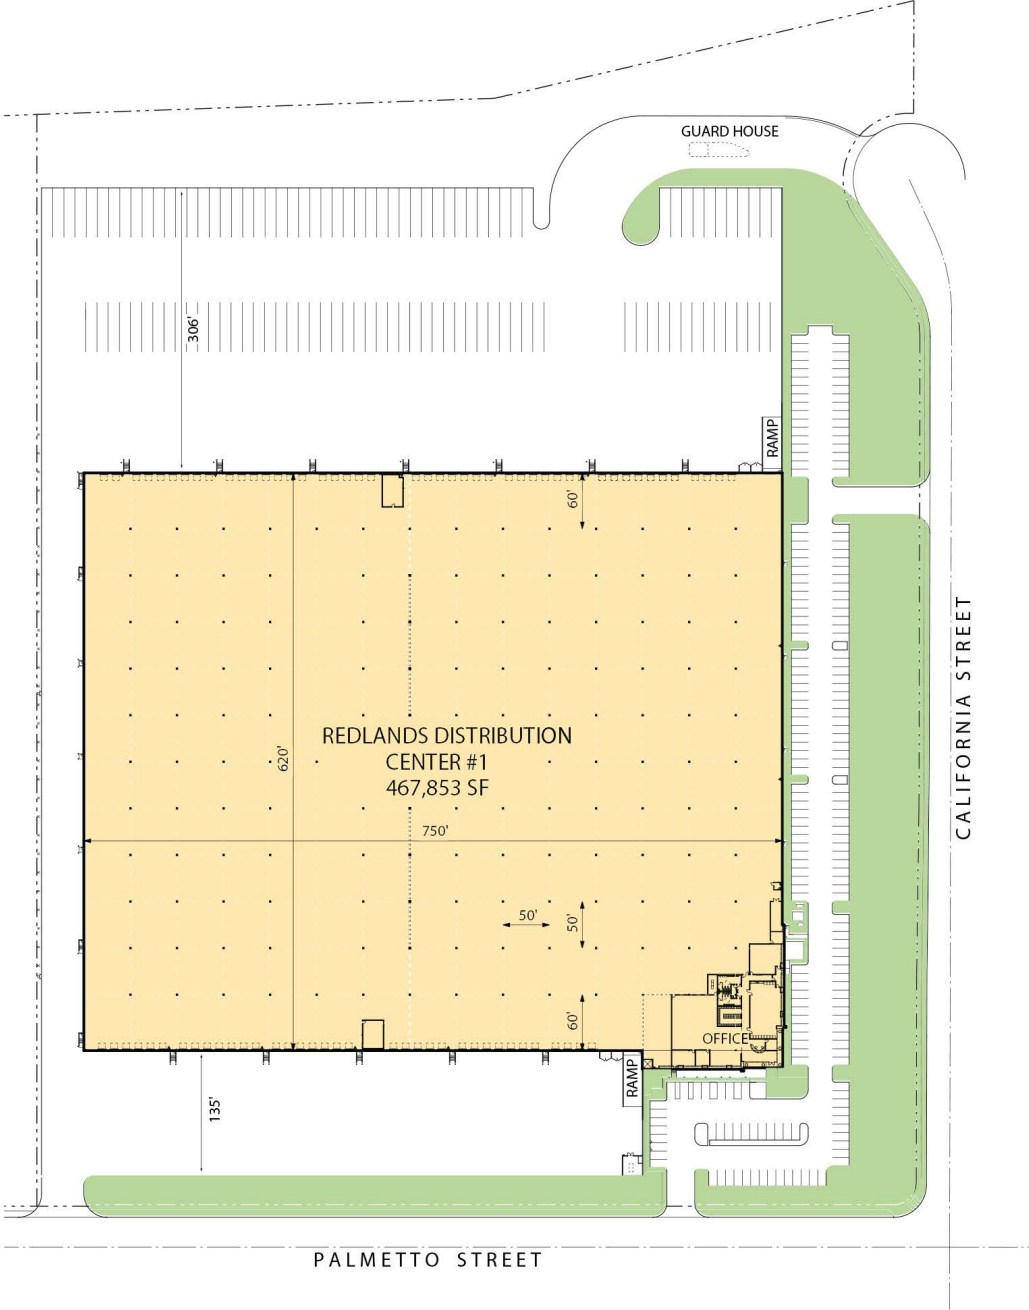 GUARD HOUSE
306'
RAMP
60'
REDLANDS DISTRIBUTION
CENTER #1
467,853 SF
620'
750'
50'
50'
60'
OFFICE
RAMP
135'
CALIFORNIA STREET
PALMETTO STREET